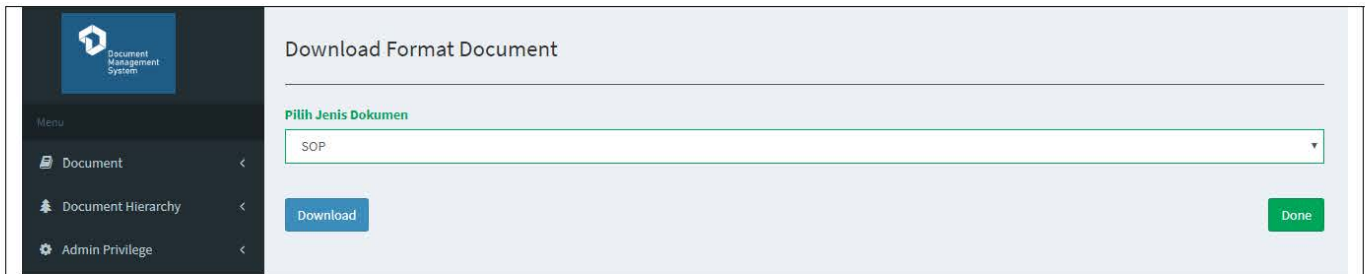 Document
Management
System
Menu
Document
Document Hierarchy
Admin Privilege
Download Format Document
Pilih Jenis Dokumen
SOP
Download
Done